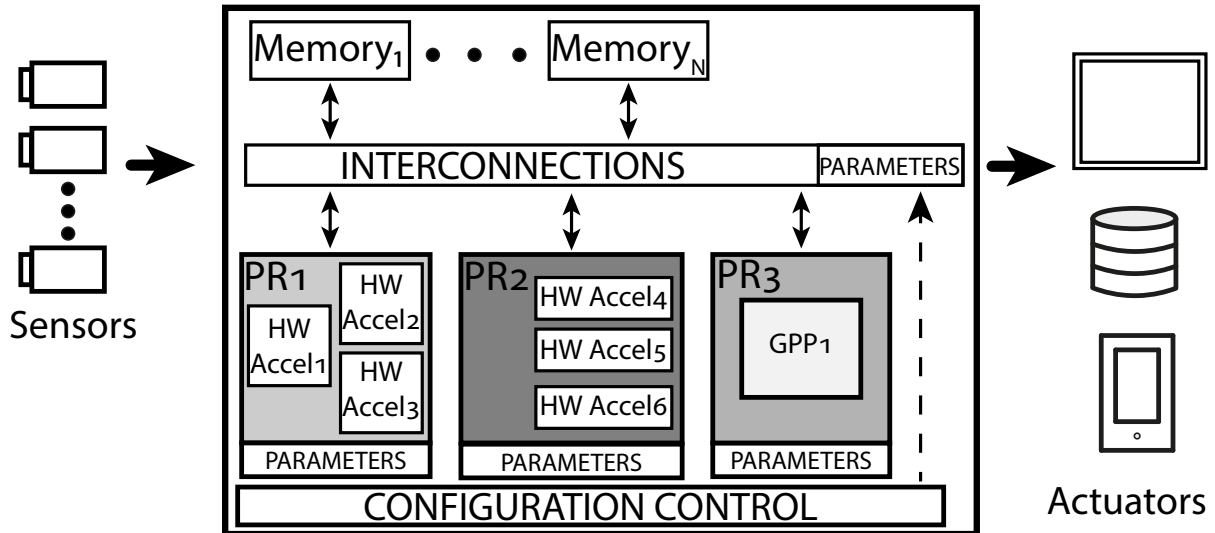 Memory₁
Memory_N
INTERCONNECTIONS
PARAMETERS
Sensors
PR1
HW
Accel1
HW
Accel2
HW
Accel3
PARAMETERS
PR2
HW Accel4
HW Accel5
HW Accel6
PARAMETERS
PR3
GPP1
PARAMETERS
CONFIGURATION CONTROL
Actuators